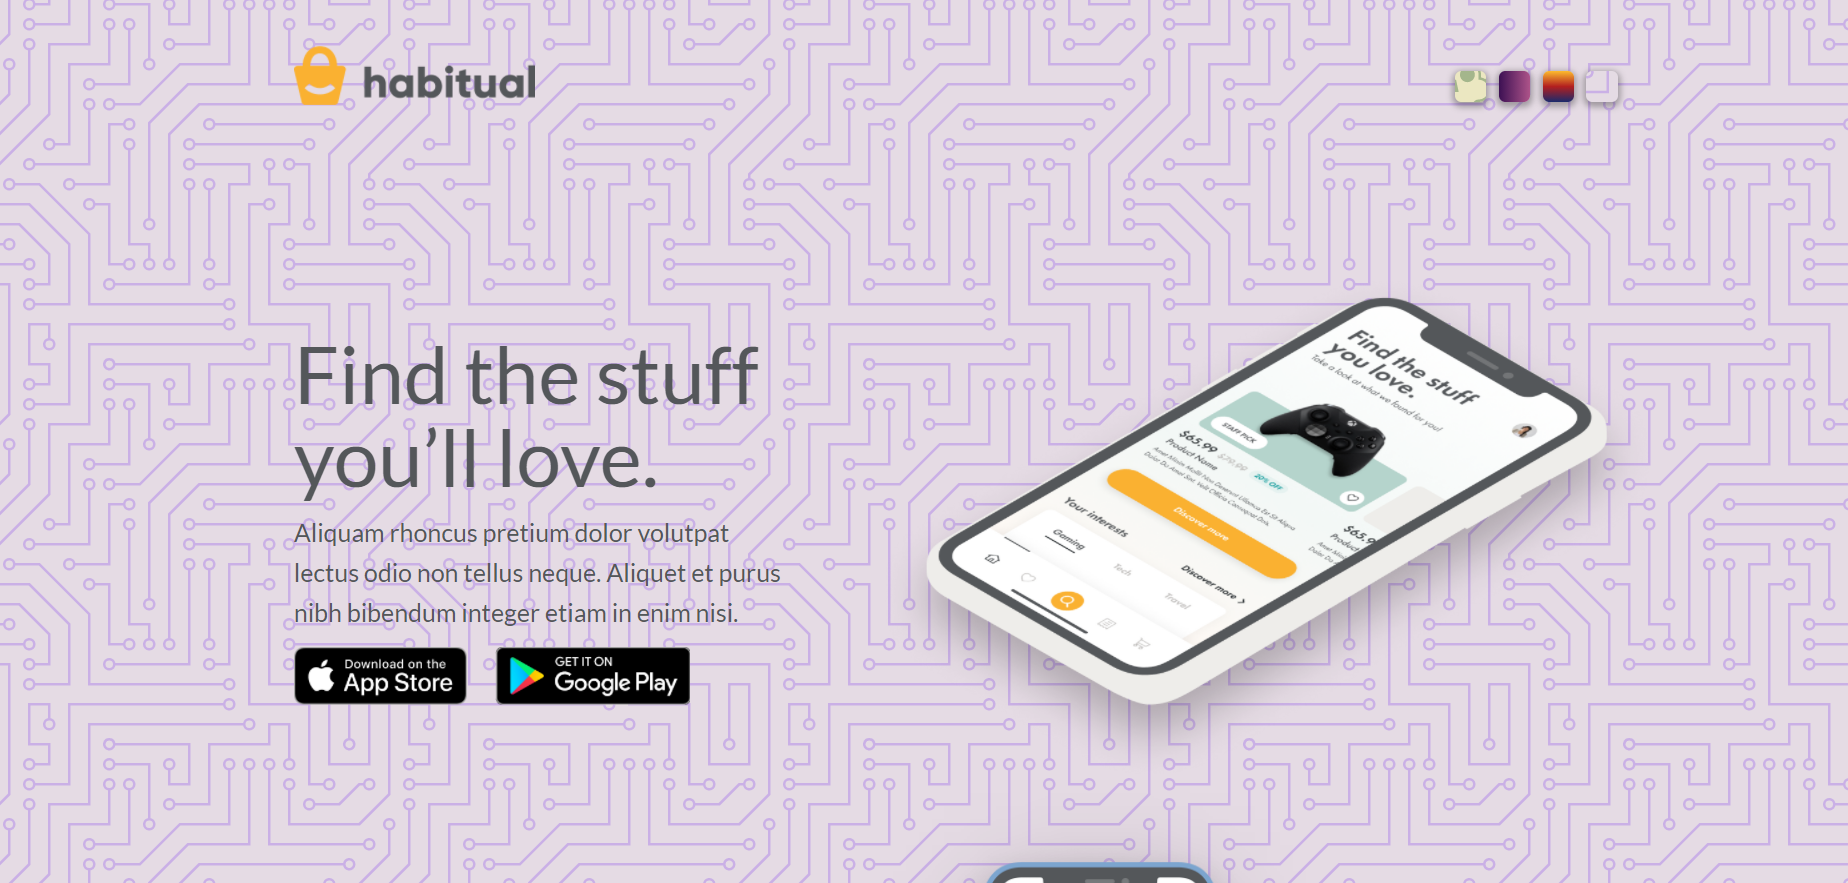 habitual
Find the stuff
you’ll love.
Aliquam rhoncus pretium dolor volutpat
lectus odio non tellus neque. Aliquet et purus
nibh bibendum integer etiam in enim nisi.
Download on the
App Store
GET IT ON
Google Play
Find the stuff
you love.
Take a look at what we found for you!
STAFF PICK
$65.99 $79.99 20% OFF
Product Name
Discover more
$65.9
Product
Your interests
Discover more
Gaming
Tech
Travel